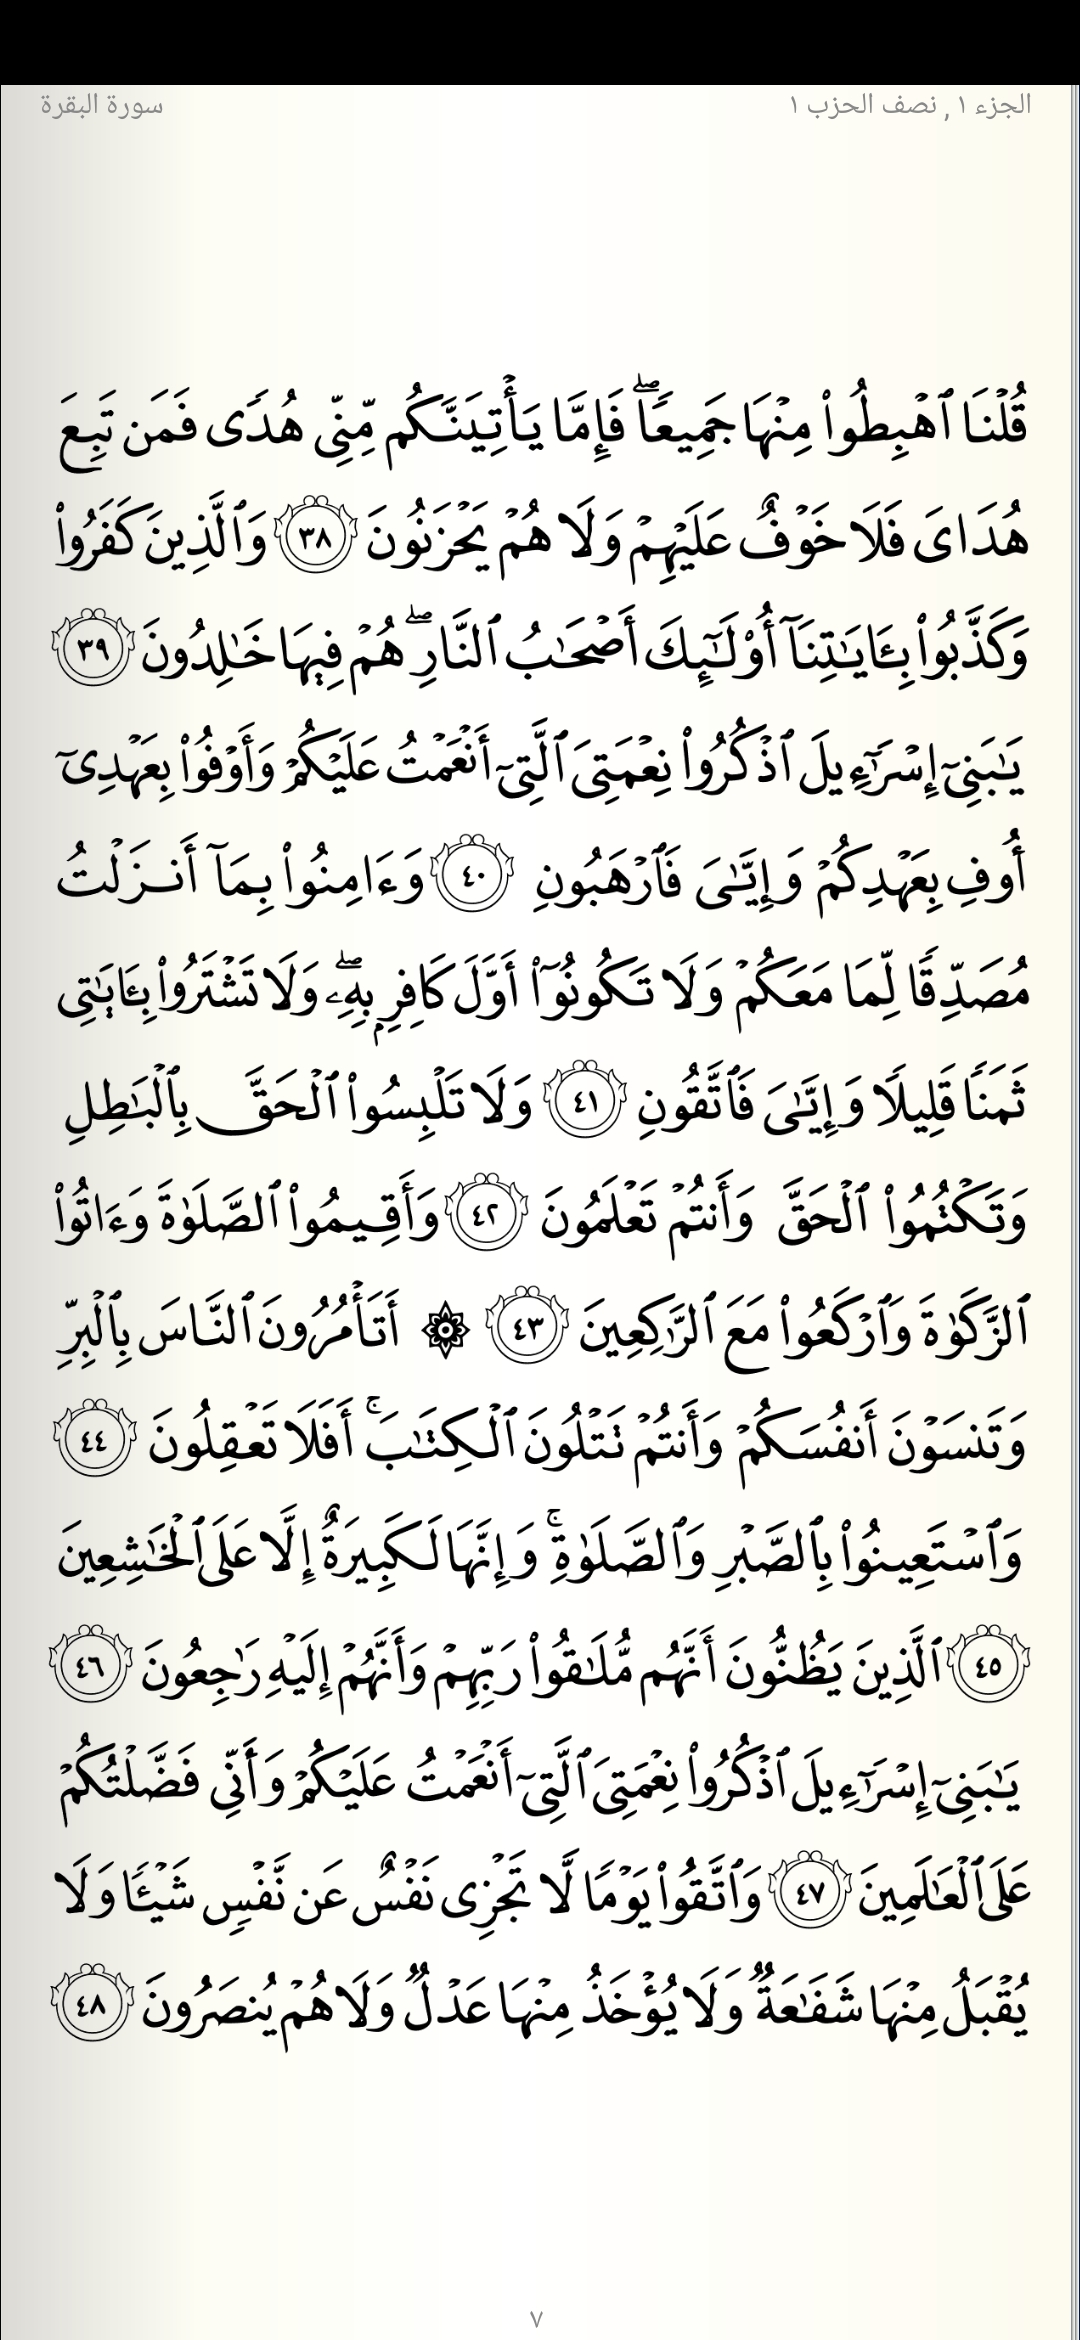 الجزء ١ , نصف الحزب ١
سورة البقرة
قُلۡنَا ٱهۡبِطُواْ مِنۡهَا جَمِيعٗاۖ فَإِمَّا يَأۡتِيَنَّكُم مِّنِّي هُدٗى فَمَن تَبِعَ
هُدَايَ فَلَا خَوۡفٌ عَلَيۡهِمۡ وَلَا هُمۡ يَحۡزَنُونَ ٣٨ وَٱلَّذِينَ كَفَرُواْ
وَكَذَّبُواْ بِـَٔايَٰتِنَآ أُوْلَٰٓئِكَ أَصۡحَٰبُ ٱلنَّارِۖ هُمۡ فِيهَا خَٰلِدُونَ ٣٩
يَٰبَنِيٓ إِسۡرَٰٓءِيلَ ٱذۡكُرُواْ نِعۡمَتِيَ ٱلَّتِيٓ أَنۡعَمۡتُ عَلَيۡكُمۡ وَأَوۡفُواْ بِعَهۡدِيٓ
أُوفِ بِعَهۡدِكُمۡ وَإِيَّٰيَ فَٱرۡهَبُونِ ٤٠ وَءَامِنُواْ بِمَآ أَنزَلۡتُ
مُصَدِّقٗا لِّمَا مَعَكُمۡ وَلَا تَكُونُوٓاْ أَوَّلَ كَافِرِۭ بِهِۦۖ وَلَا تَشۡتَرُواْ بِـَٔايَٰتِي
ثَمَنٗا قَلِيلٗا وَإِيَّٰيَ فَٱتَّقُونِ ٤١ وَلَا تَلۡبِسُواْ ٱلۡحَقَّ بِٱلۡبَٰطِلِ
وَتَكۡتُمُواْ ٱلۡحَقَّ وَأَنتُمۡ تَعۡلَمُونَ ٤٢ وَأَقِيمُواْ ٱلصَّلَوٰةَ وَءَاتُواْ
ٱلزَّكَوٰةَ وَٱرۡكَعُواْ مَعَ ٱلرَّٰكِعِينَ ٤٣ ۞ أَتَأۡمُرُونَ ٱلنَّاسَ بِٱلۡبِرِّ
وَتَنسَوۡنَ أَنفُسَكُمۡ وَأَنتُمۡ تَتۡلُونَ ٱلۡكِتَٰبَۚ أَفَلَا تَعۡقِلُونَ ٤٤
وَٱسۡتَعِينُواْ بِٱلصَّبۡرِ وَٱلصَّلَوٰةِۚ وَإِنَّهَا لَكَبِيرَةٌ إِلَّا عَلَى ٱلۡخَٰشِعِينَ
٤٥ ٱلَّذِينَ يَظُنُّونَ أَنَّهُم مُّلَٰقُواْ رَبِّهِمۡ وَأَنَّهُمۡ إِلَيۡهِ رَٰجِعُونَ ٤٦
يَٰبَنِيٓ إِسۡرَٰٓءِيلَ ٱذۡكُرُواْ نِعۡمَتِيَ ٱلَّتِيٓ أَنۡعَمۡتُ عَلَيۡكُمۡ وَأَنِّي فَضَّلۡتُكُمۡ
عَلَى ٱلۡعَٰلَمِينَ ٤٧ وَٱتَّقُواْ يَوۡمٗا لَّا تَجۡزِي نَفۡسٌ عَن نَّفۡسٖ شَيۡـٔٗا وَلَا
يُقۡبَلُ مِنۡهَا شَفَٰعَةٞ وَلَا يُؤۡخَذُ مِنۡهَا عَدۡلٞ وَلَا هُمۡ يُنصَرُونَ ٤٨
٧